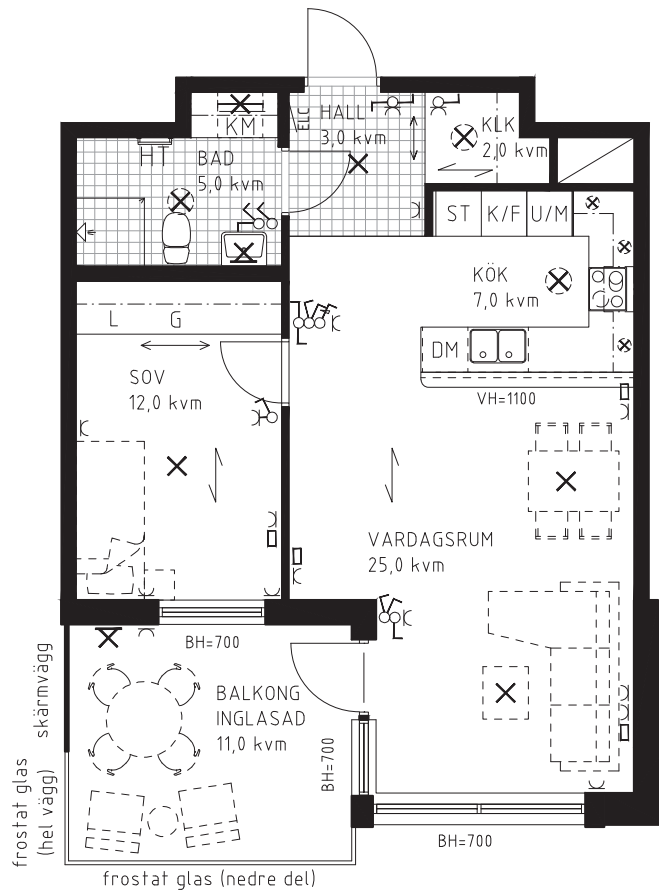 HALL
3,0 kvm
ELC
KM
KLK
2,0 kvm
HT
BAD
5,0 kvm
ST
K/F
U/M
KÖK
7,0 kvm
L
G
DM
SOV
12,0 kvm
VH=1100
VARDAGSRUM
25,0 kvm
BH=700
skärmvägg
BALKONG
INGLASAD
11,0 kvm
BH=700
frostat glas
(hel vägg)
BH=700
frostat glas (nedre del)